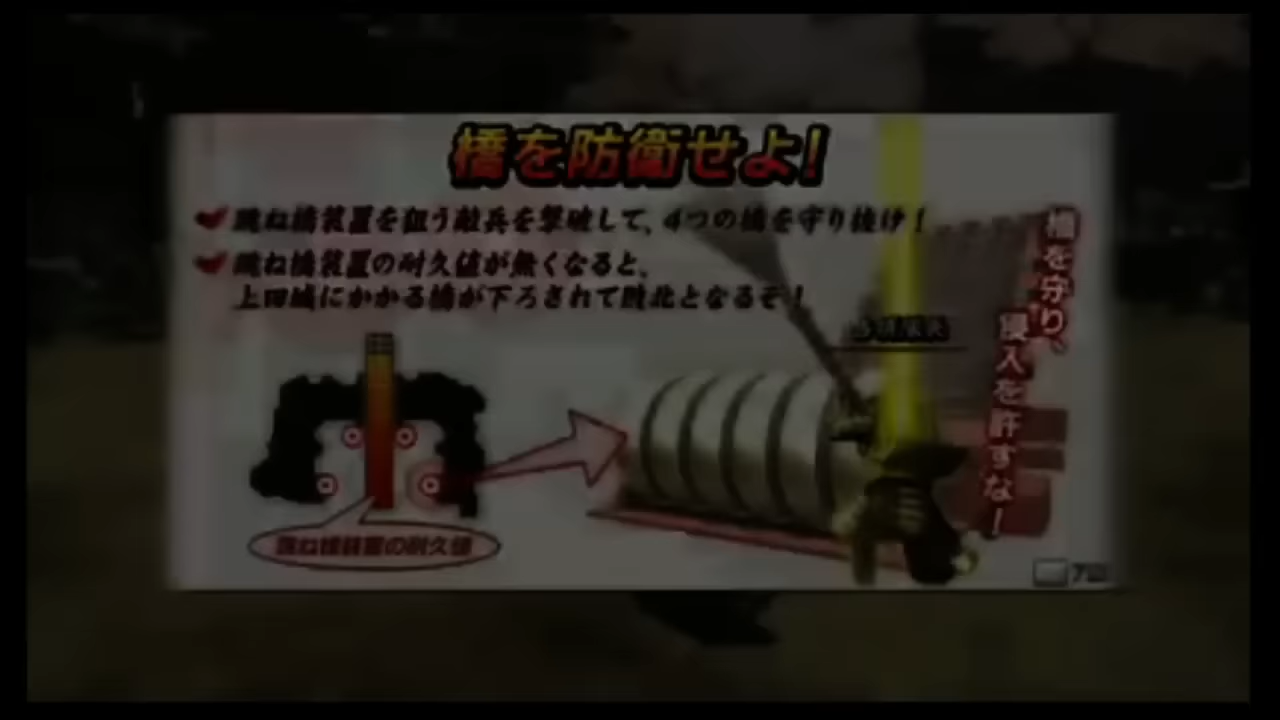 橋を防衛せよ!
跳ね橋装置を狙う敵兵を撃破して、4つの橋を守り抜け!
跳ね橋装置の耐久値が無くなると、
上田城にかかる橋が下ろされて敗北となるぞ!
橋を守り、
侵入を許すな!
跳ね橋装置の耐久値